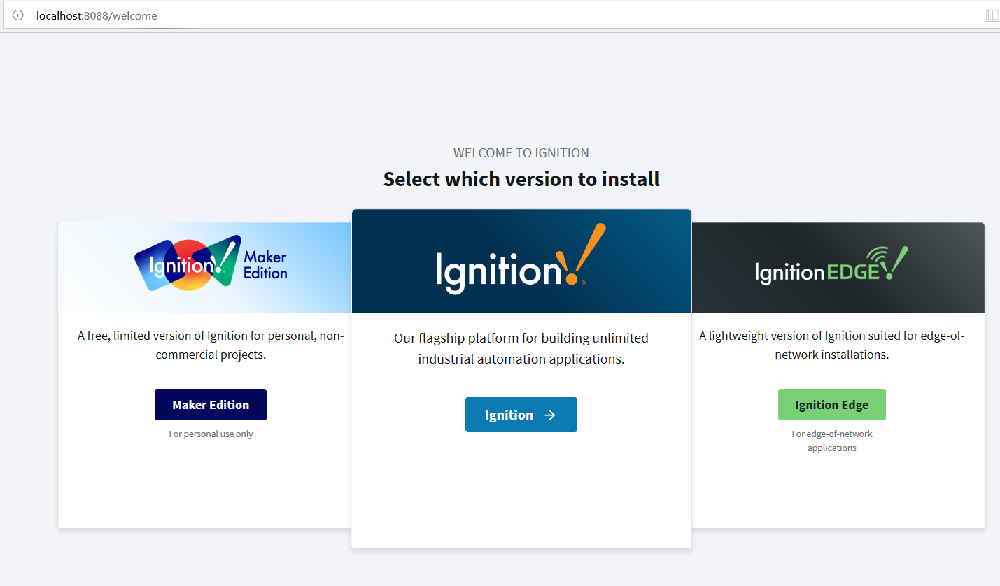 localhost:8088/welcome
WELCOME TO IGNITION
Select which version to install
Ignition!
Maker
Edition
A free, limited version of Ignition for personal, non-
commercial projects.
Maker Edition
For personal use only
Ignition!®
Our flagship platform for building unlimited
industrial automation applications.
Ignition →
Ignition EDGE!
A lightweight version of Ignition suited for edge-of-
network installations.
Ignition Edge
For edge-of-network
applications